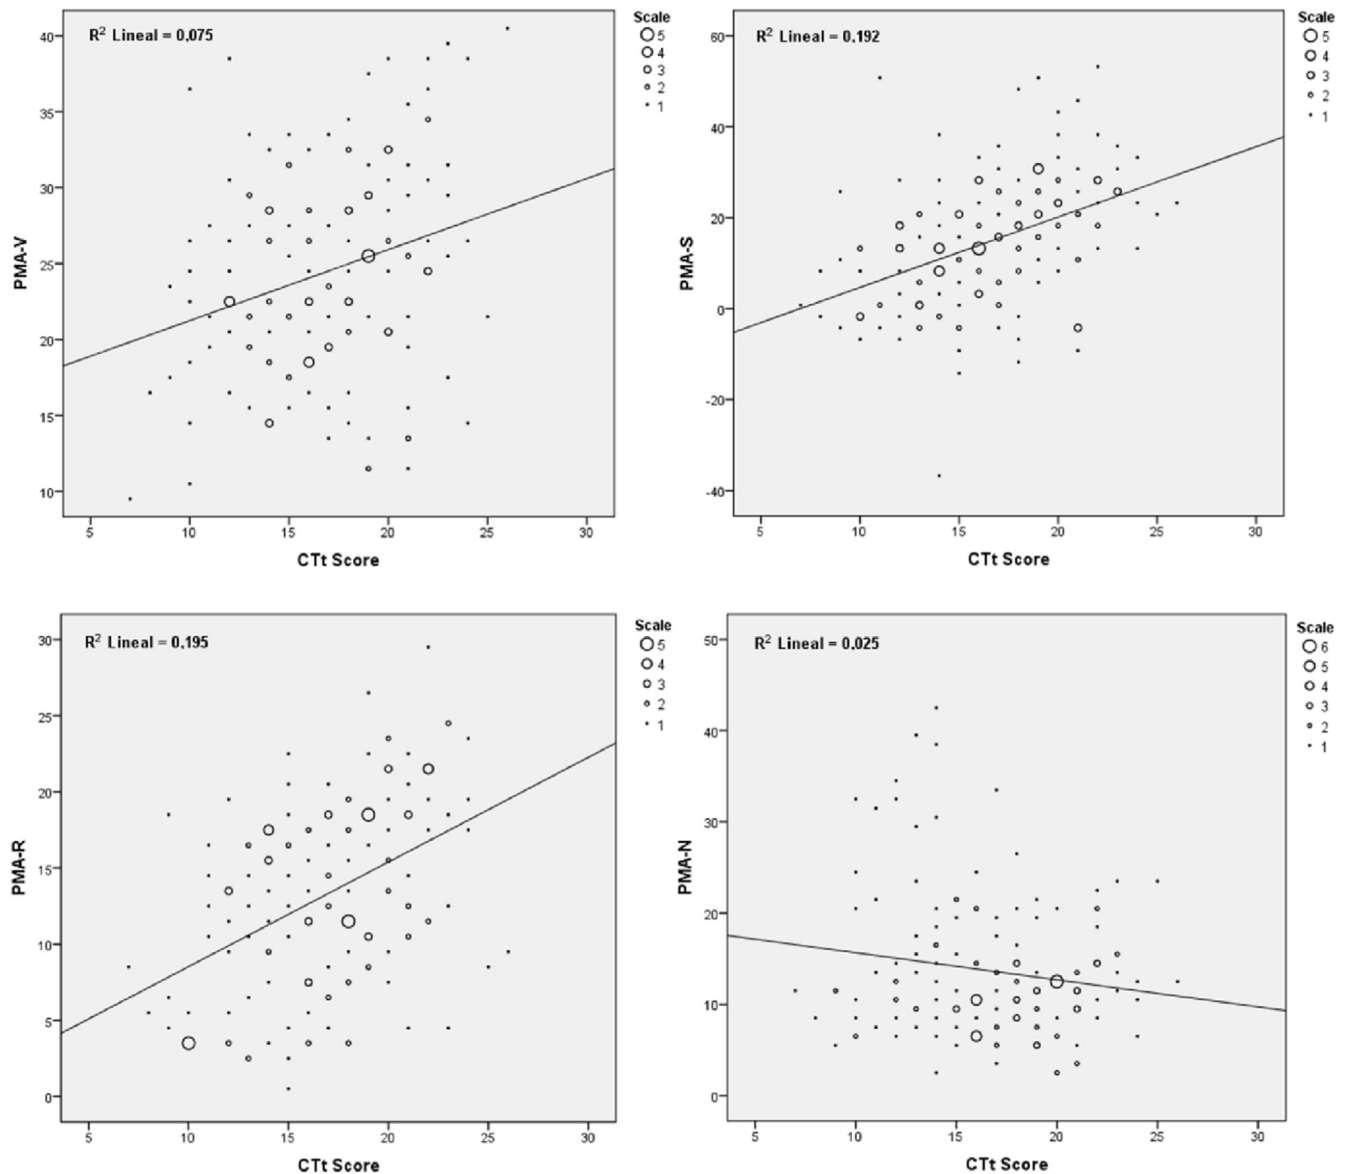 R² Lineal = 0,075
Scale
5
4
3
2
1
40
35
30
25
20
15
10
PMA-V
5 10 15 20 25 30
CTt Score
R² Lineal = 0,192
Scale
5
4
3
2
1
60
40
20
0
-20
-40
PMA-S
5 10 15 20 25 30
CTt Score
R² Lineal = 0,195
Scale
5
4
3
2
1
30
25
20
15
10
5
0
PMA-R
5 10 15 20 25 30
CTt Score
R² Lineal = 0,025
Scale
6
5
4
3
2
1
50
40
30
20
10
0
PMA-N
5 10 15 20 25 30
CTt Score